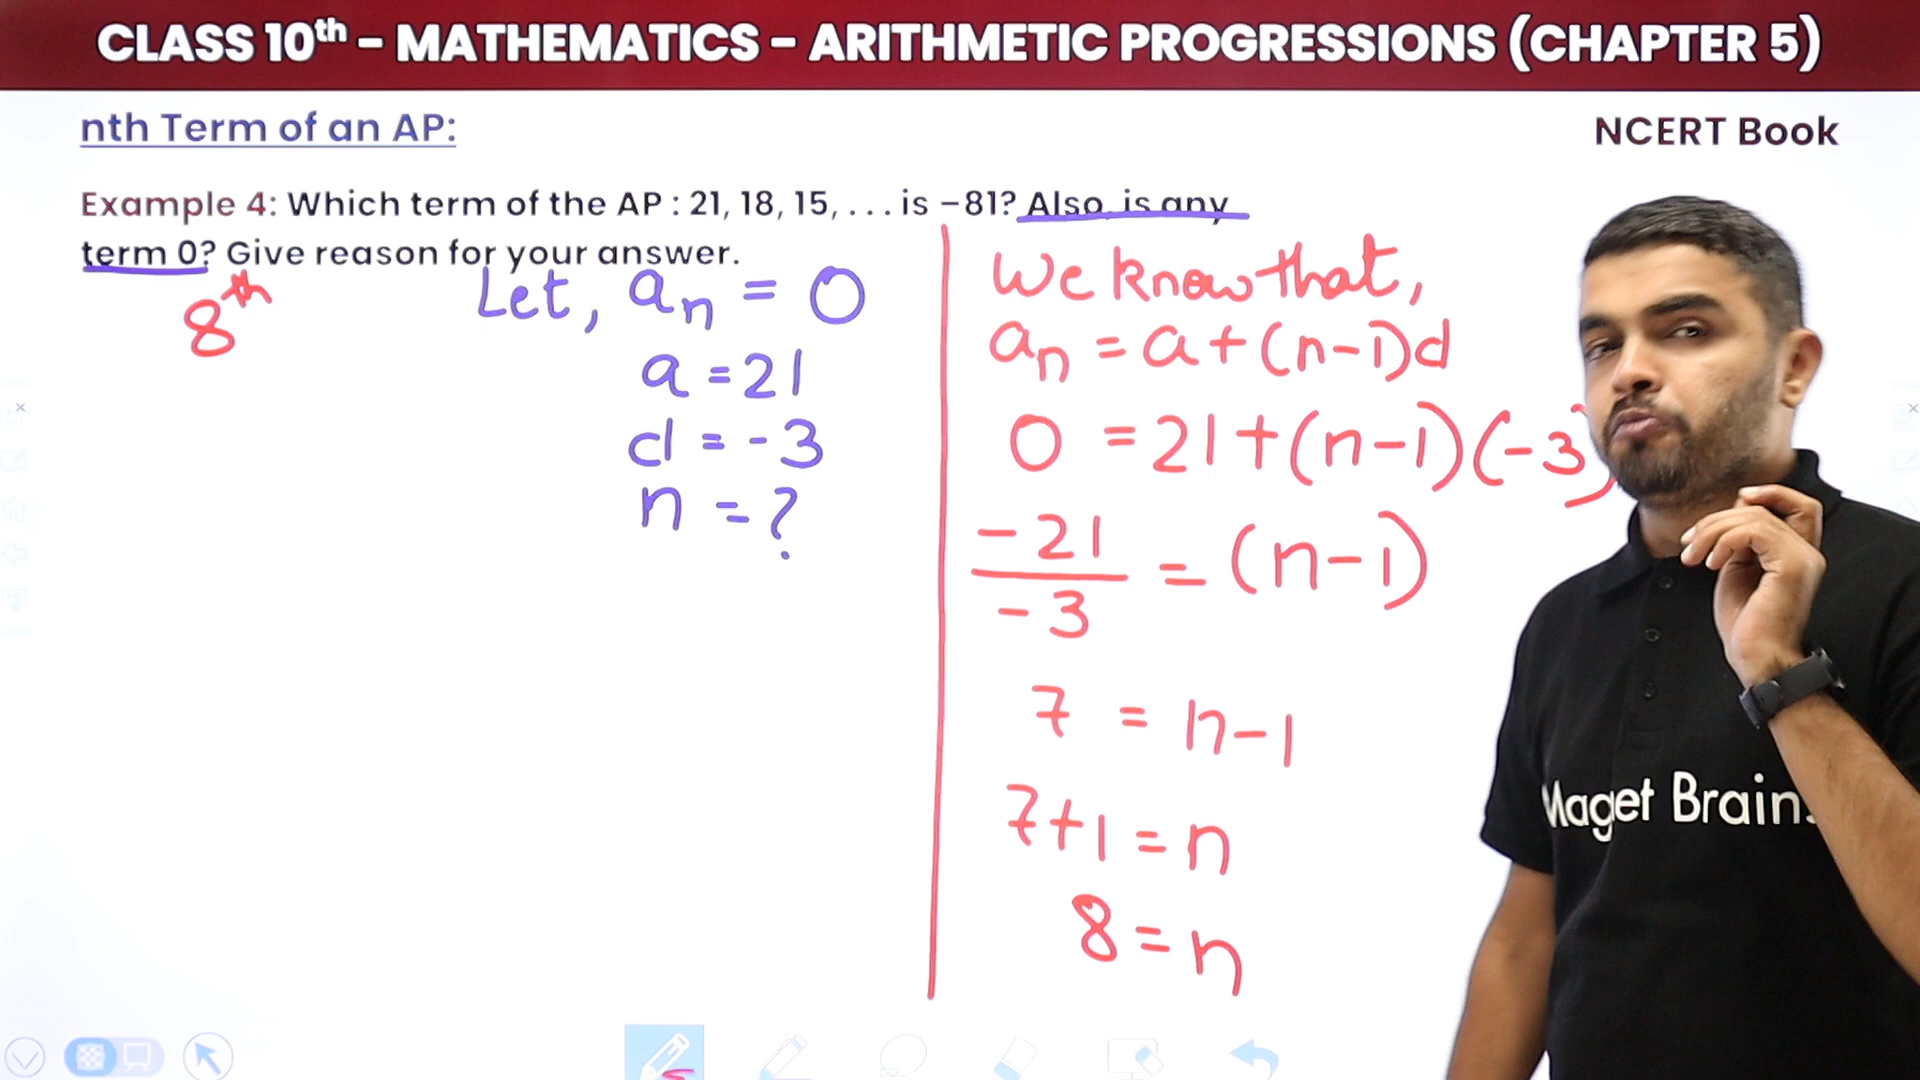 CLASS 10th - MATHEMATICS - ARITHMETIC PROGRESSIONS (CHAPTER 5)
nth Term of an AP:
NCERT Book
Example 4: Which term of the AP : 21, 18, 15, . . . is –81? Also, is any
term 0? Give reason for your answer.
8th
Let, an = 0
a = 21
d = -3
n = ?
We know that,
an = a + (n-1)d
0 = 21 + (n-1)(-3)
-21
-3
= (n-1)
7 = n-1
7+1 = n
8 = n
Maget Brains